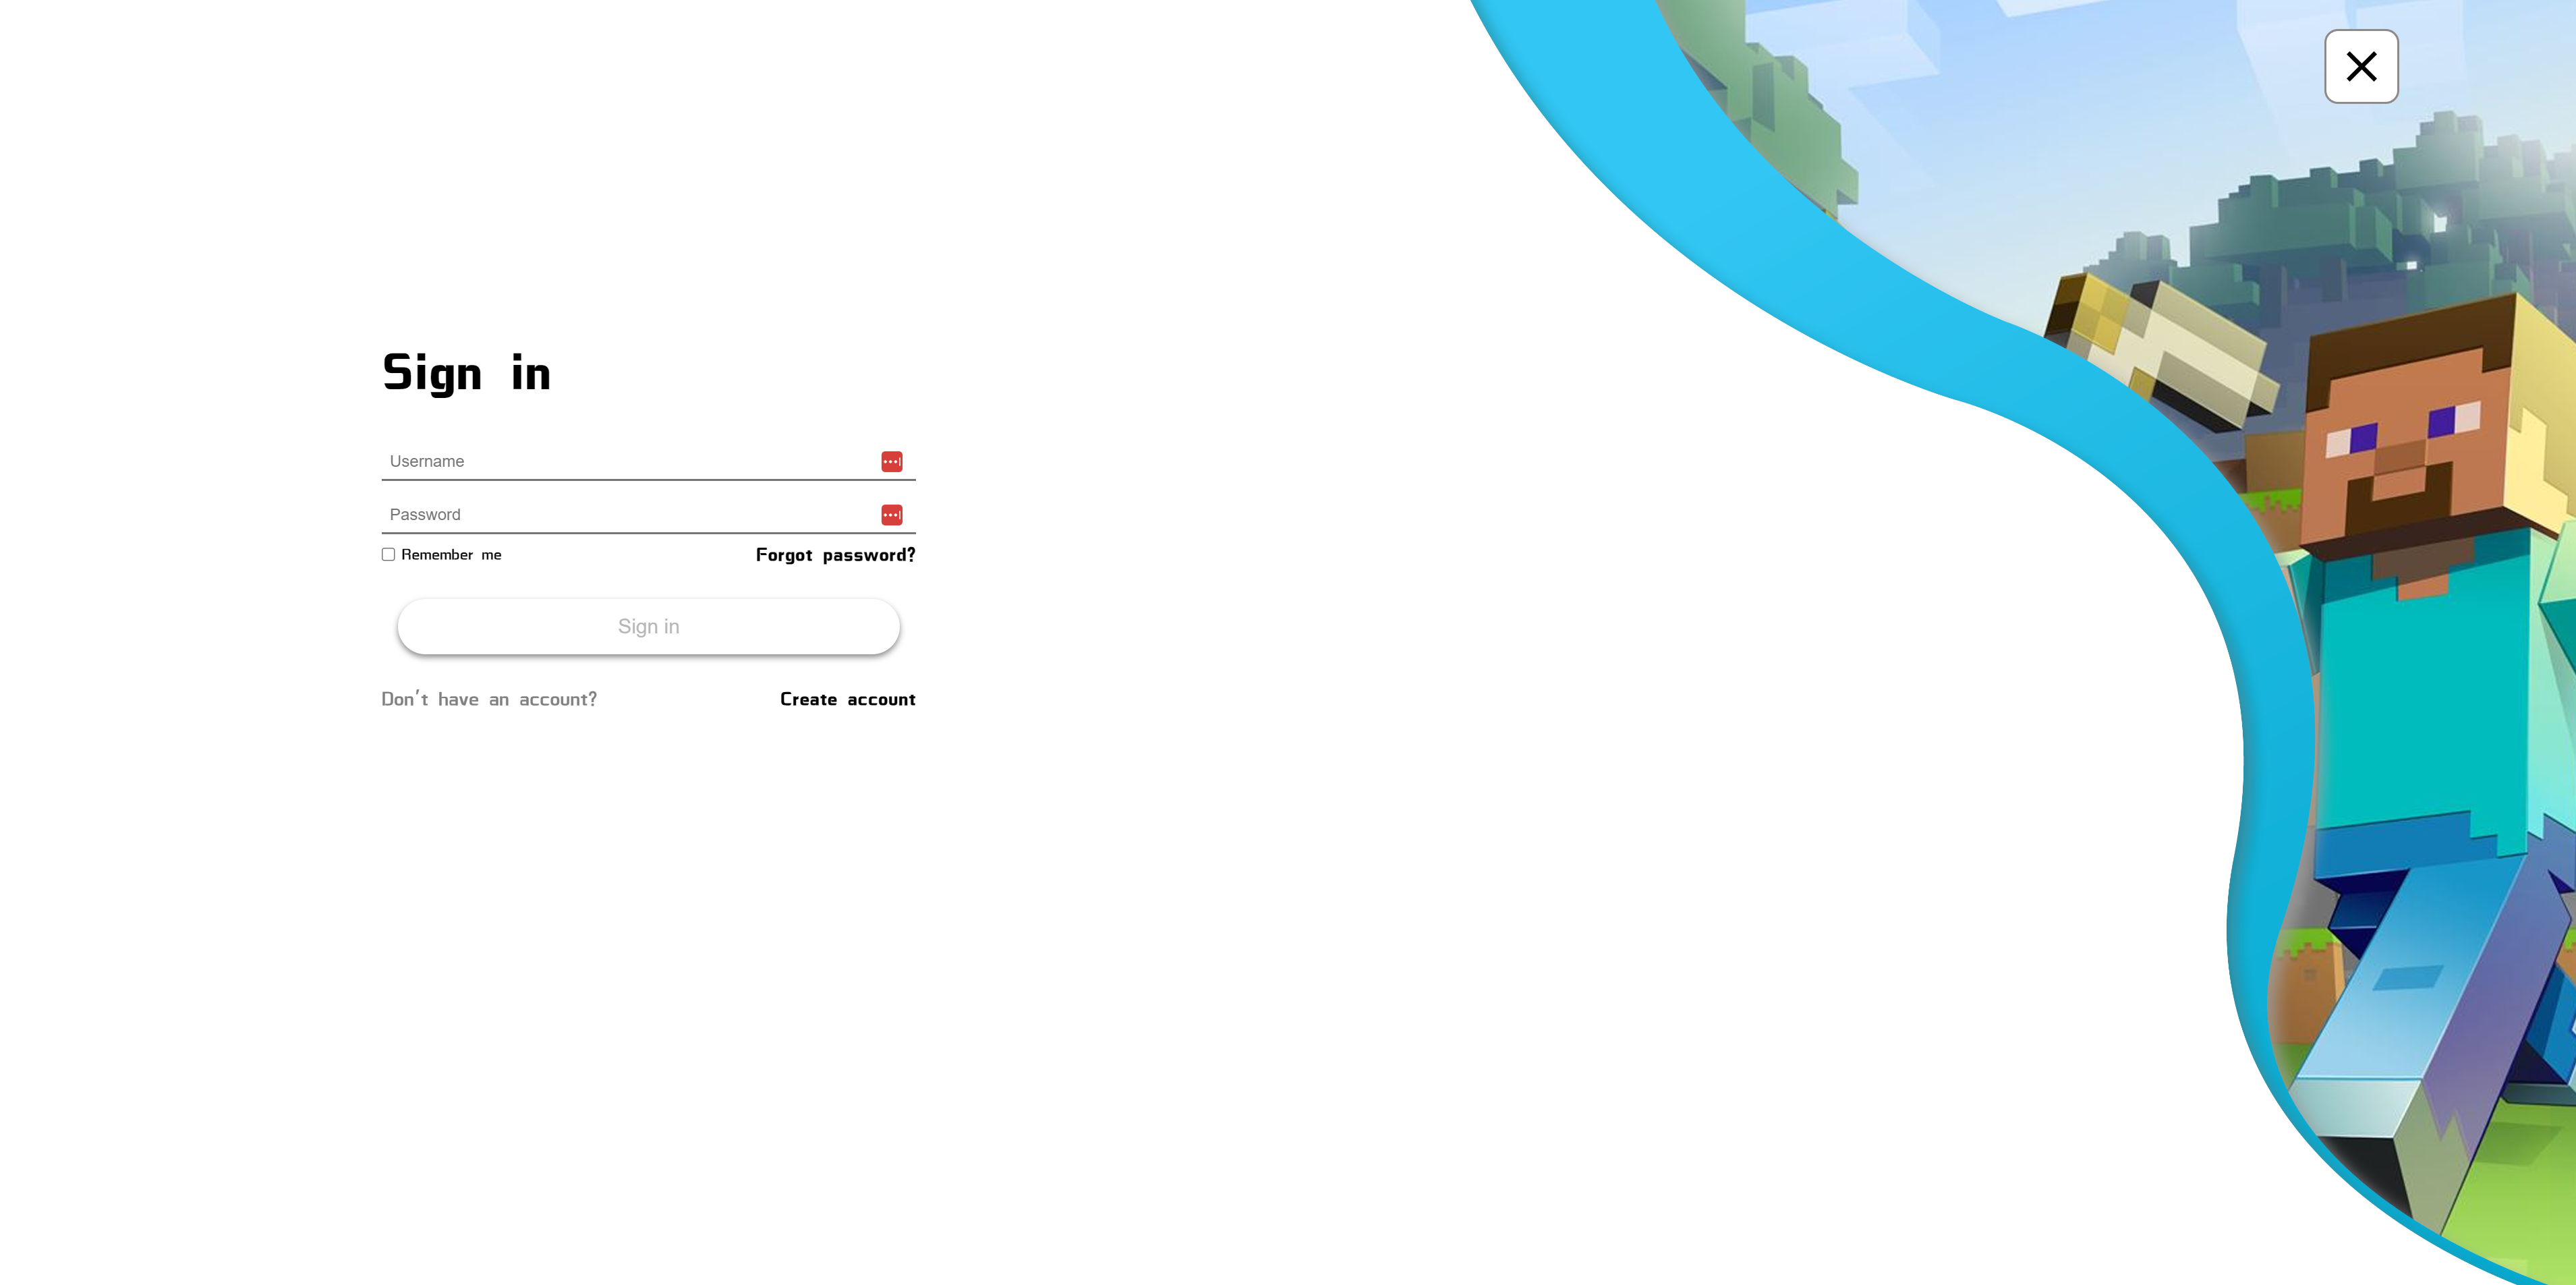 Sign in
Username
Password
Remember me
Forgot password?
Sign in
Don't have an account?
Create account